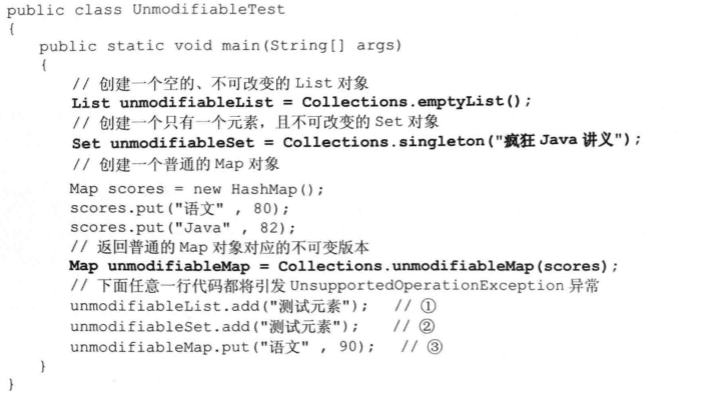 public class UnmodifiableTest
{
    public static void main(String[] args)
    {
        // 创建一个空的、不可改变的 List 对象
        List unmodifiableList = Collections.emptyList();
        // 创建一个只有一个元素，且不可改变的 Set 对象
        Set unmodifiableSet = Collections.singleton("疯狂 Java 讲义");
        // 创建一个普通的 Map 对象
        Map scores = new HashMap();
        scores.put("语文" , 80);
        scores.put("Java" , 82);
        // 返回普通的 Map 对象对应的不可变版本
        Map unmodifiableMap = Collections.unmodifiableMap(scores);
        // 下面任意一行代码都将引发 UnsupportedOperationException 异常
        unmodifiableList.add("测试元素");   // ①
        unmodifiableSet.add("测试元素");    // ②
        unmodifiableMap.put("语文" , 90);   // ③
    }
}